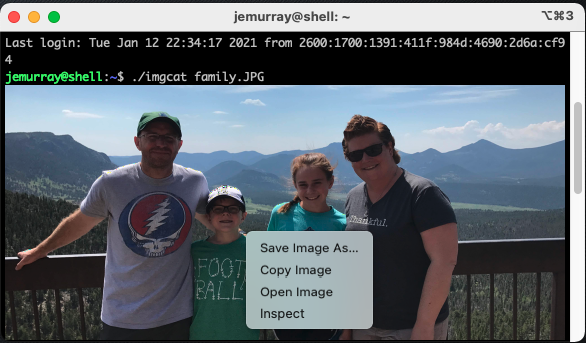 jemurray@shell: ~
⌥⌘3
Last login: Tue Jan 12 22:34:17 2021 from 2600:1700:1391:411f:984d:4690:2d6a:cf9
4
jemurray@shell:~$ ./imgcat family.JPG
Thankful.
FOOT
BALL
Save Image As...
Copy Image
Open Image
Inspect